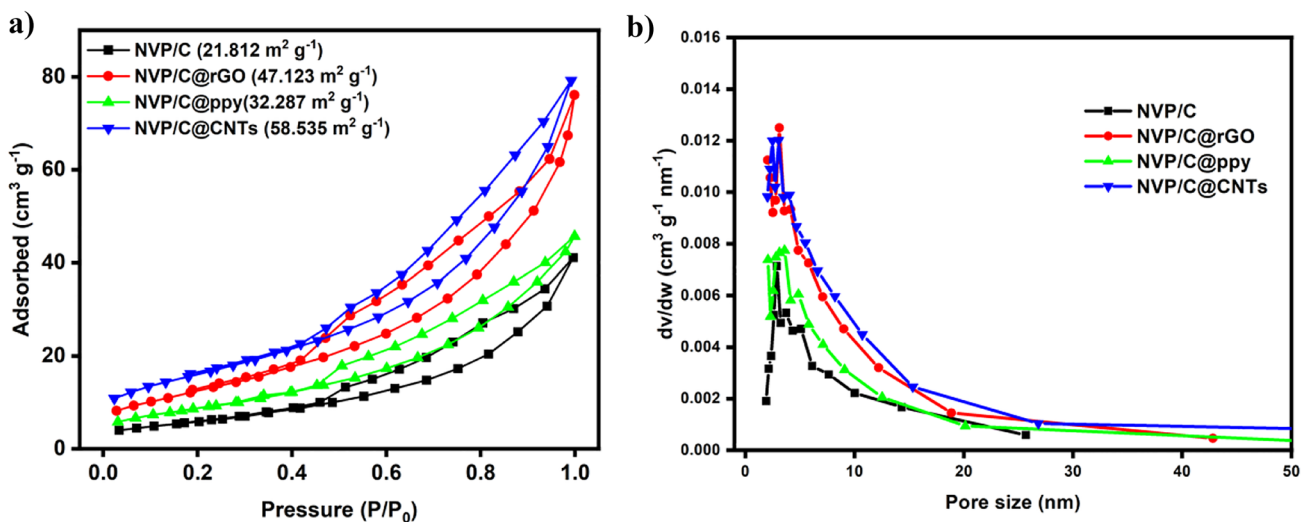 a)
NVP/C (21.812 m² g⁻¹)
NVP/C@rGO (47.123 m² g⁻¹)
NVP/C@ppy(32.287 m² g⁻¹)
NVP/C@CNTs (58.535 m² g⁻¹)
Adsorbed (cm³ g⁻¹)
80
60
40
20
0
0.0 0.2 0.4 0.6 0.8 1.0
Pressure (P/P₀)
b)
NVP/C
NVP/C@rGO
NVP/C@ppy
NVP/C@CNTs
dv/dw (cm³ g⁻¹ nm⁻¹)
0.016
0.014
0.012
0.010
0.008
0.006
0.004
0.002
0.000
0 10 20 30 40 50
Pore size (nm)